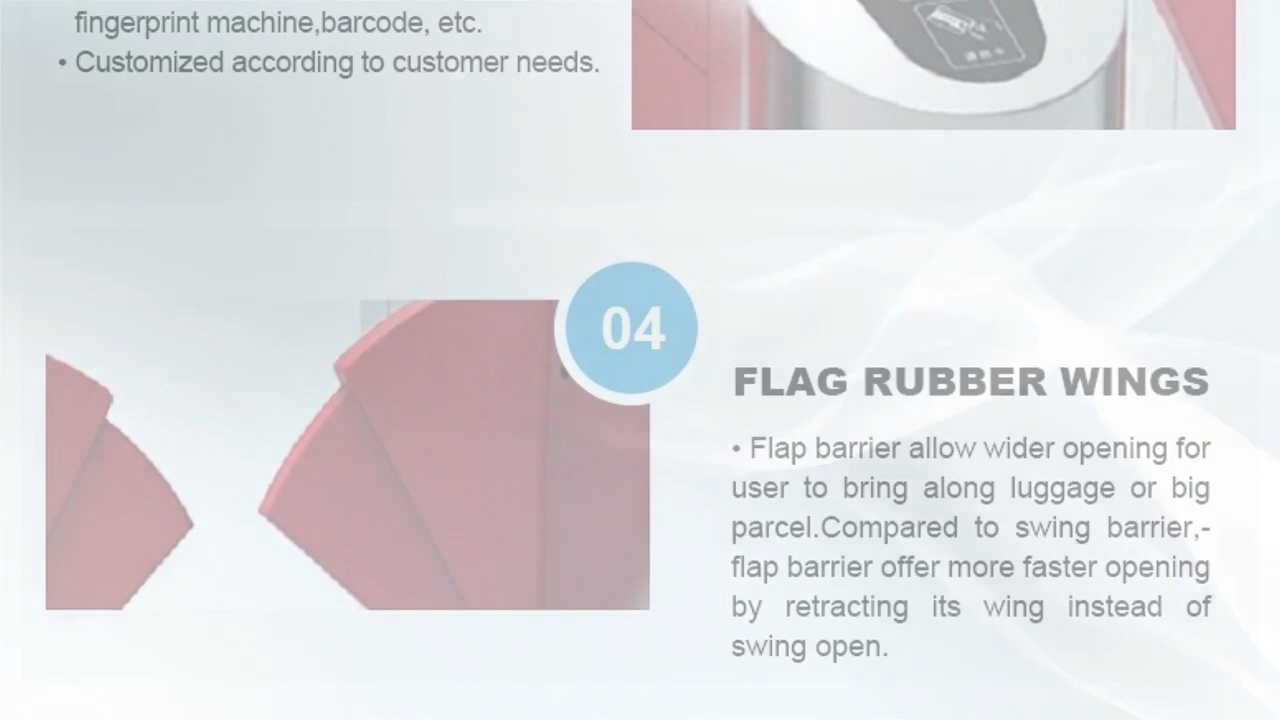 fingerprint machine,barcode, etc.
• Customized according to customer needs.
04
FLAG RUBBER WINGS
• Flap barrier allow wider opening for
user to bring along luggage or big
parcel.Compared to swing barrier,-
flap barrier offer more faster opening
by retracting its wing instead of
swing open.